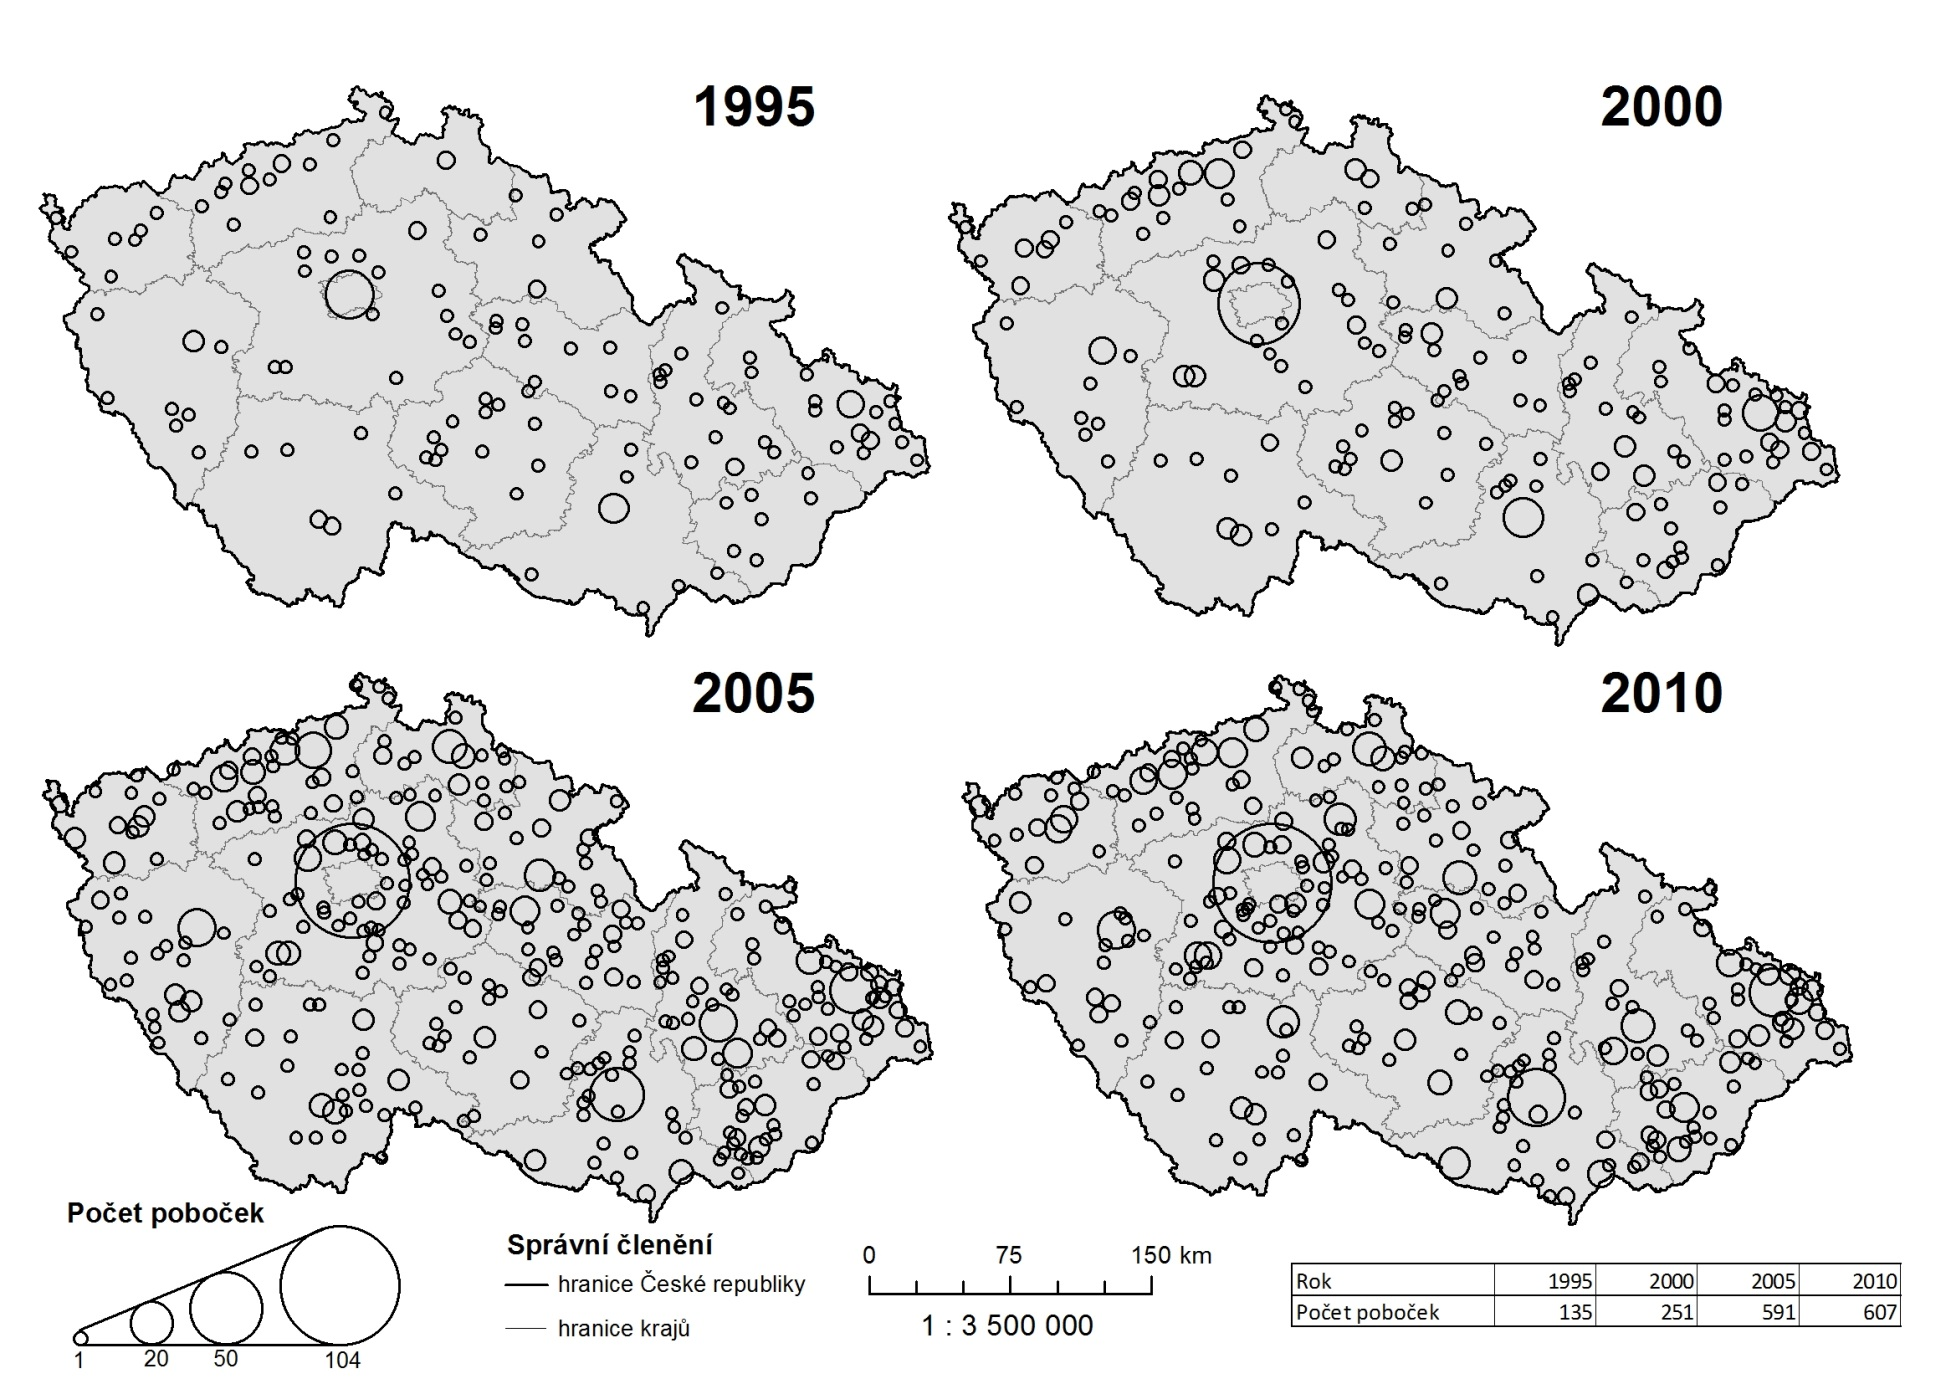 1995
2000
2005
2010
Počet poboček
1
20
50
104
Správní členění
hranice České republiky
hranice krajů
0 75 150 km
1 : 3 500 000
Rok 1995 2000 2005 2010
Počet poboček 135 251 591 607